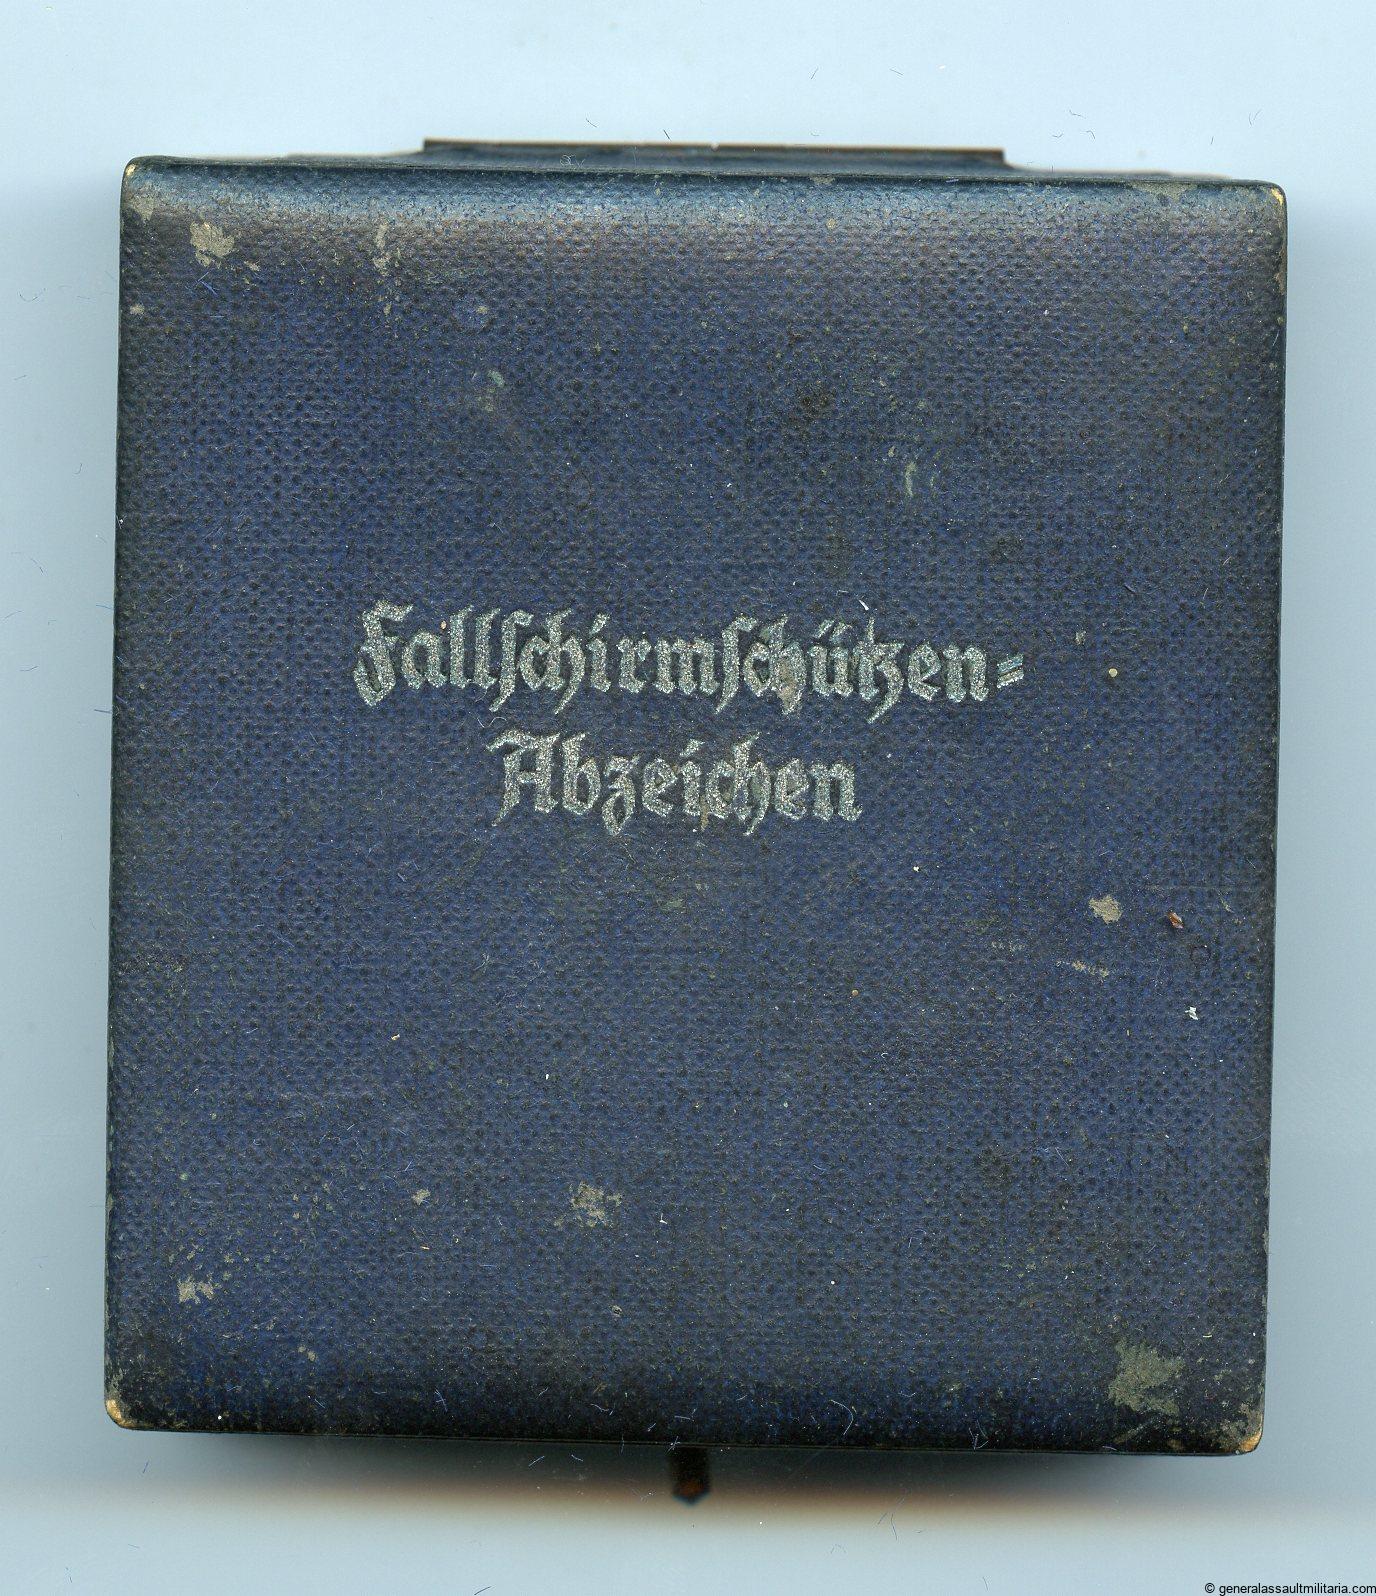 Fallschirmschützen-
Abzeichen
© generalassaultmilitaria.com